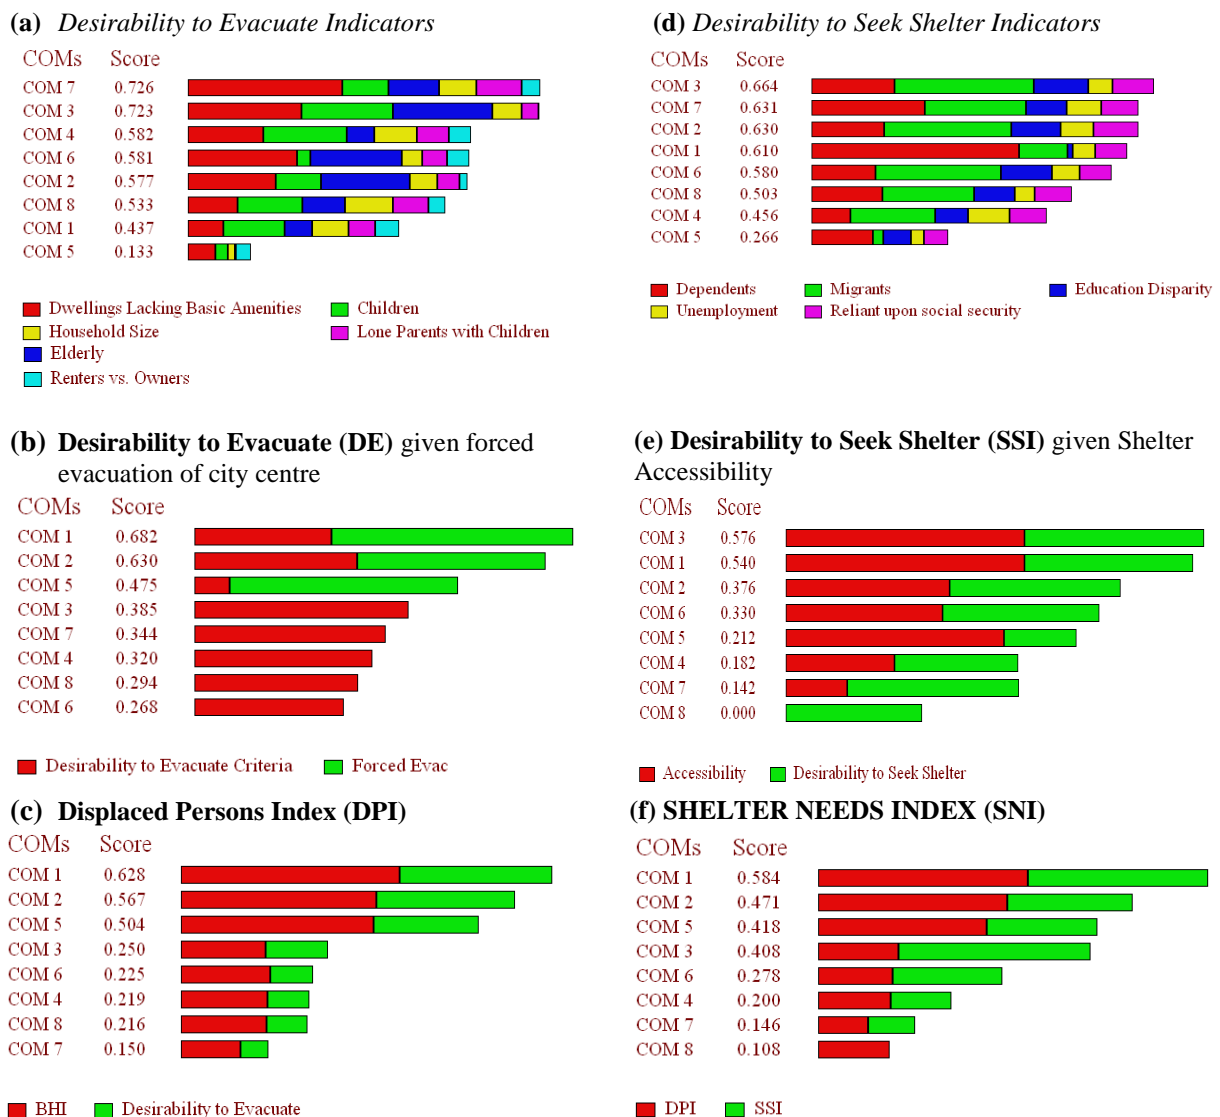 (a) Desirability to Evacuate Indicators
COMs Score
COM 7 0.726
COM 3 0.723
COM 4 0.582
COM 6 0.581
COM 2 0.577
COM 8 0.533
COM 1 0.437
COM 5 0.133
Dwellings Lacking Basic Amenities Children
Household Size Lone Parents with Children
Elderly
Renters vs. Owners
(d) Desirability to Seek Shelter Indicators
COMs Score
COM 3 0.664
COM 7 0.631
COM 2 0.630
COM 1 0.610
COM 6 0.580
COM 8 0.503
COM 4 0.456
COM 5 0.266
Dependents Migrants Education Disparity
Unemployment Reliant upon social security
(b) Desirability to Evacuate (DE) given forced
evacuation of city centre
COMs Score
COM 1 0.682
COM 2 0.630
COM 5 0.475
COM 3 0.385
COM 7 0.344
COM 4 0.320
COM 8 0.294
COM 6 0.268
Desirability to Evacuate Criteria Forced Evac
(e) Desirability to Seek Shelter (SSI) given Shelter
Accessibility
COMs Score
COM 3 0.576
COM 1 0.540
COM 2 0.376
COM 6 0.330
COM 5 0.212
COM 4 0.182
COM 7 0.142
COM 8 0.000
Accessibility Desirability to Seek Shelter
(c) Displaced Persons Index (DPI)
COMs Score
COM 1 0.628
COM 2 0.567
COM 5 0.504
COM 3 0.250
COM 6 0.225
COM 4 0.219
COM 8 0.216
COM 7 0.150
BHI Desirability to Evacuate
(f) SHELTER NEEDS INDEX (SNI)
COMs Score
COM 1 0.584
COM 2 0.471
COM 5 0.418
COM 3 0.408
COM 6 0.278
COM 4 0.200
COM 7 0.146
COM 8 0.108
DPI SSI